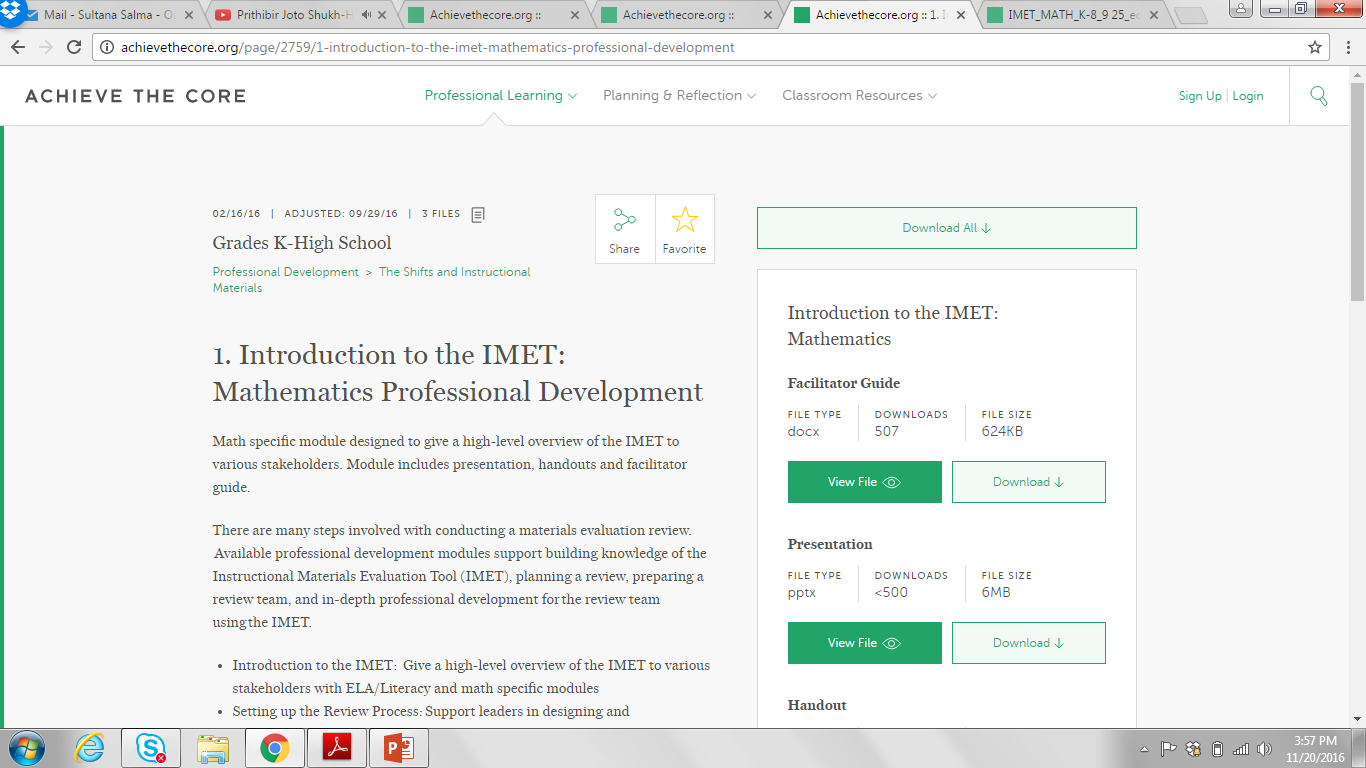 Mail - Sultana Salma - O
Prithibir Joto Shukh-H
Achievethecore.org ::
Achievethecore.org ::
Achievethecore.org :: 1. I
IMET_MATH_K-8_9 25_e
achievethecore.org/page/2759/1-introduction-to-the-imet-mathematics-professional-development
ACHIEVE THE CORE
Professional Learning
Planning & Reflection
Classroom Resources
Sign Up | Login
02/16/16 | ADJUSTED: 09/29/16 | 3 FILES
Grades K-High School
Professional Development > The Shifts and Instructional
Materials
Share
Favorite
1. Introduction to the IMET:
Mathematics Professional Development
Math specific module designed to give a high-level overview of the IMET to
various stakeholders. Module includes presentation, handouts and facilitator
guide.
There are many steps involved with conducting a materials evaluation review.
Available professional development modules support building knowledge of the
Instructional Materials Evaluation Tool (IMET), planning a review, preparing a
review team, and in-depth professional development for the review team
using the IMET.
• Introduction to the IMET: Give a high-level overview of the IMET to various
stakeholders with ELA/Literacy and math specific modules
• Setting up the Review Process: Support leaders in designing and
Download All
Introduction to the IMET:
Mathematics
Facilitator Guide
FILE TYPE DOWNLOADS FILE SIZE
docx 507 624KB
View File Download
Presentation
FILE TYPE DOWNLOADS FILE SIZE
pptx <500 6MB
View File Download
Handout
3:57 PM
11/20/2016